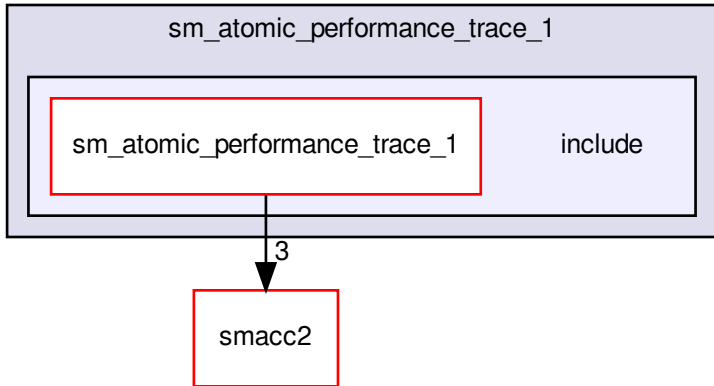 sm_atomic_performance_trace_1
sm_atomic_performance_trace_1
include
3
smacc2